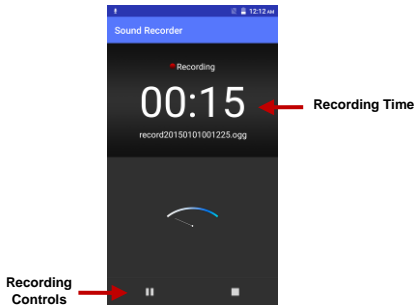 12:12 AM
Sound Recorder
Recording
00:15
Recording Time
record20150101001225.ogg
Recording
Controls